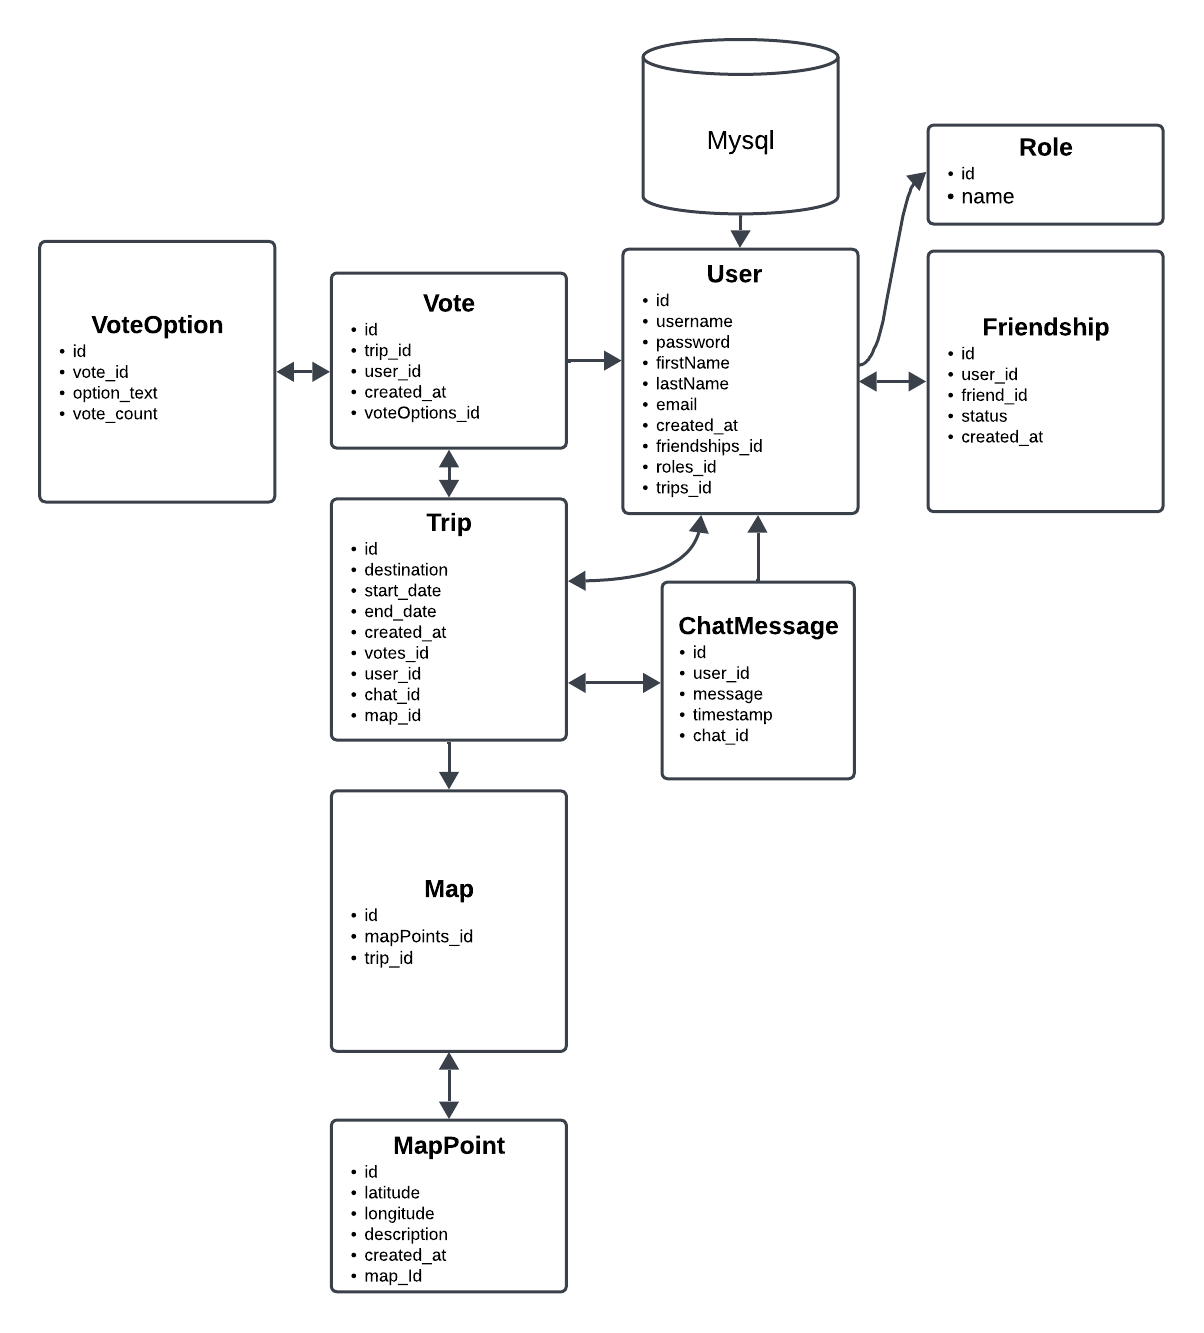 Mysql
Role
• id
• name
User
• id
• username
• password
• firstName
• lastName
• email
• created_at
• friendships_id
• roles_id
• trips_id
Friendship
• id
• user_id
• friend_id
• status
• created_at
VoteOption
• id
• vote_id
• option_text
• vote_count
Vote
• id
• trip_id
• user_id
• created_at
• voteOptions_id
Trip
• id
• destination
• start_date
• end_date
• created_at
• votes_id
• user_id
• chat_id
• map_id
ChatMessage
• id
• user_id
• message
• timestamp
• chat_id
Map
• id
• mapPoints_id
• trip_id
MapPoint
• id
• latitude
• longitude
• description
• created_at
• map_Id